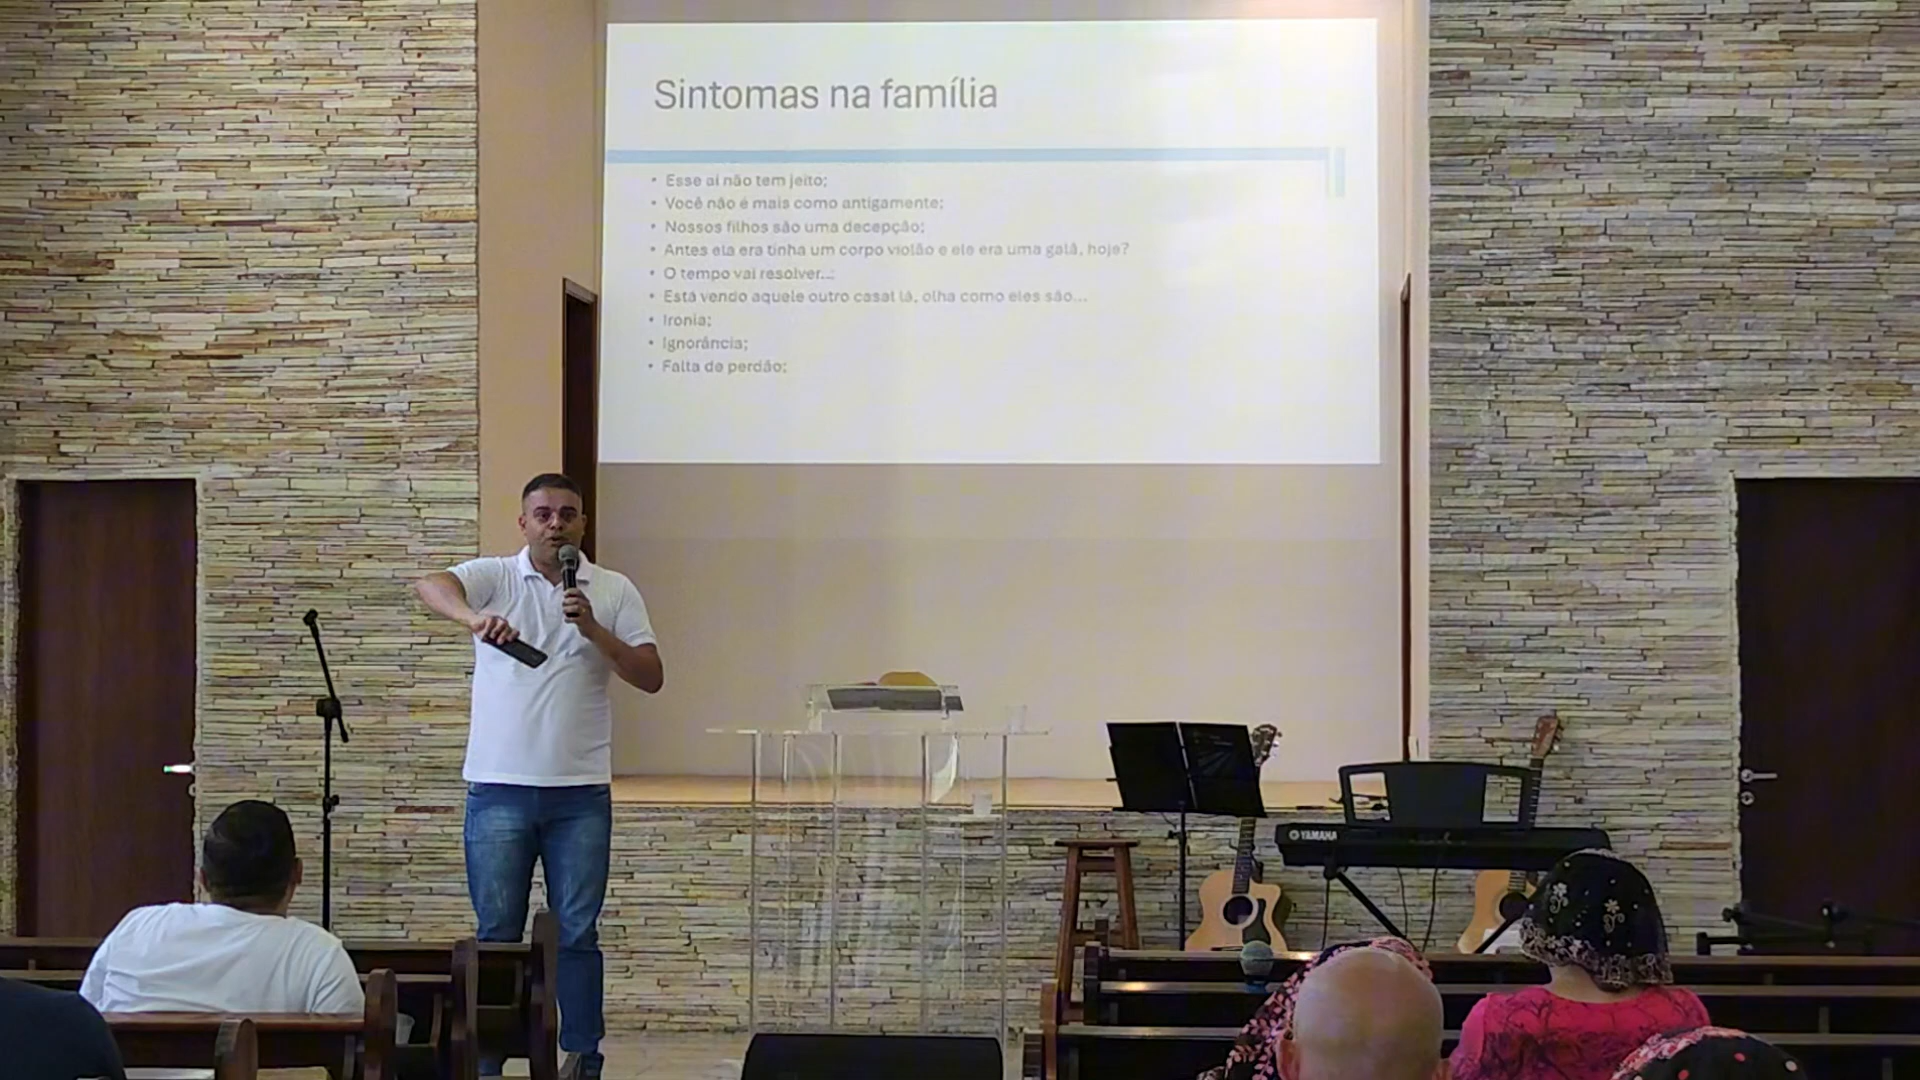 Sintomas na família
• Esse ai não tem jeito;
• Você não é mais como antigamente;
• Nossos filhos são uma decepção;
• Antes ela era tinha um corpo violão e ele era uma galã, hoje?
• O tempo vai resolver...;
• Está vendo aquele outro casal lá, olha como eles são...
• Ironia;
• Ignorância;
• Falta de perdão;
YAMAHA